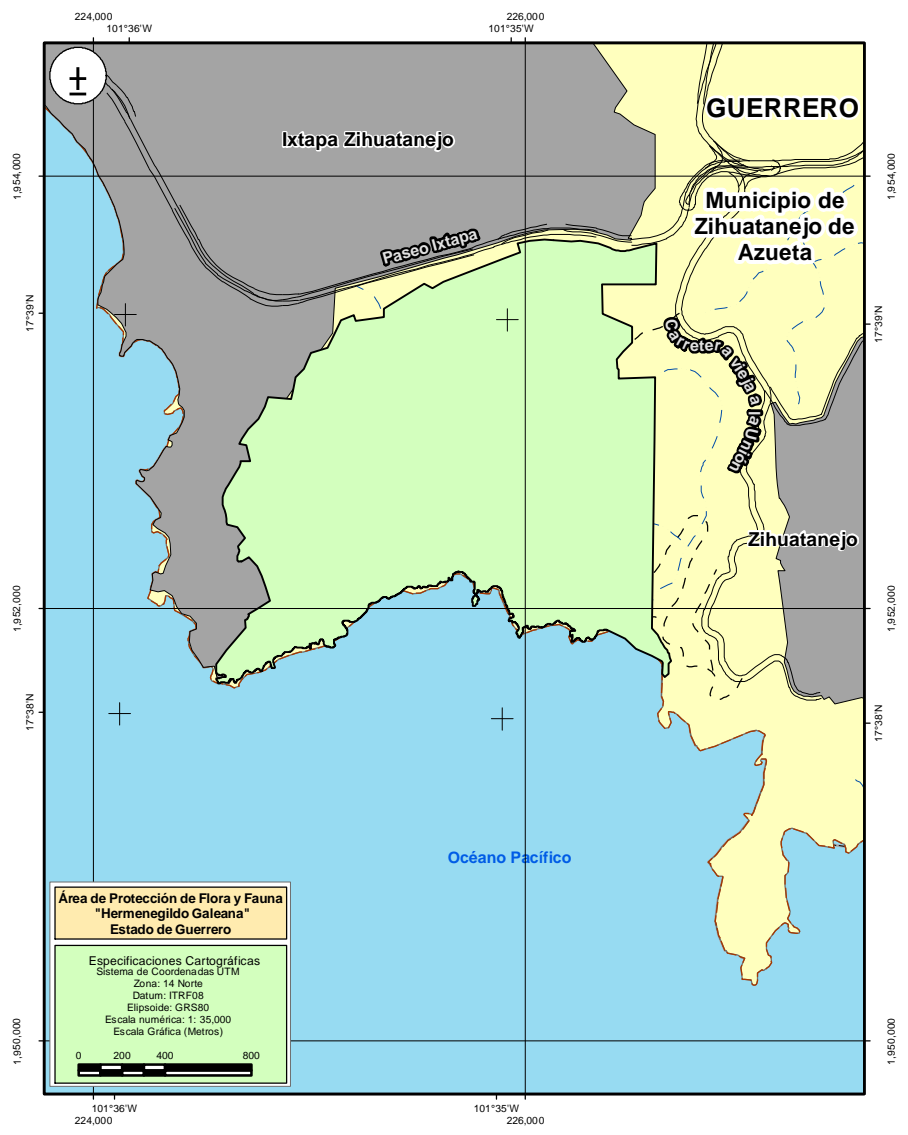 224,000
101°36'W
226,000
101°35'W
±
GUERRERO
Ixtapa Zihuatanejo
1,954,000
1,954,000
Municipio de
Zihuatanejo de
Azueta
Paseo Ixtapa
17°39'N
17°39'N
Carreter a vieja a la Unión
Zihuatanejo
1,952,000
1,952,000
17°38'N
17°38'N
Océano Pacífico
Área de Protección de Flora y Fauna
"Hermenegildo Galeana"
Estado de Guerrero
Especificaciones Cartográficas
Sistema de Coordenadas UTM
Zona: 14 Norte
Datum: ITRF08
Elipsoide: GRS80
Escala numérica: 1: 35,000
Escala Gráfica (Metros)
0 200 400 800
1,950,000
1,950,000
101°36'W
224,000
101°35'W
226,000